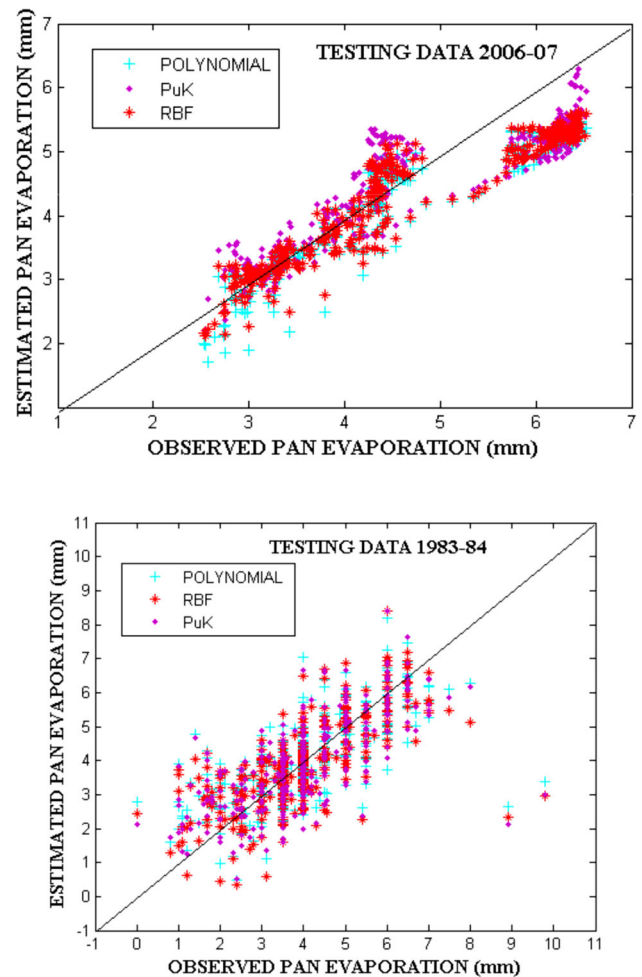 7
TESTING DATA 2006-07
POLYNOMIAL
PuK
RBF
6
5
4
3
2
ESTIMATED PAN EVAPORATION (mm)
1 2 3 4 5 6 7
OBSERVED PAN EVAPORATION (mm)
11
TESTING DATA 1983-84
10
9
POLYNOMIAL
RBF
PuK
8
7
6
5
4
3
2
1
0
ESTIMATED PAN EVAPORATION (mm)
-1 0 1 2 3 4 5 6 7 8 9 10 11
OBSERVED PAN EVAPORATION (mm)